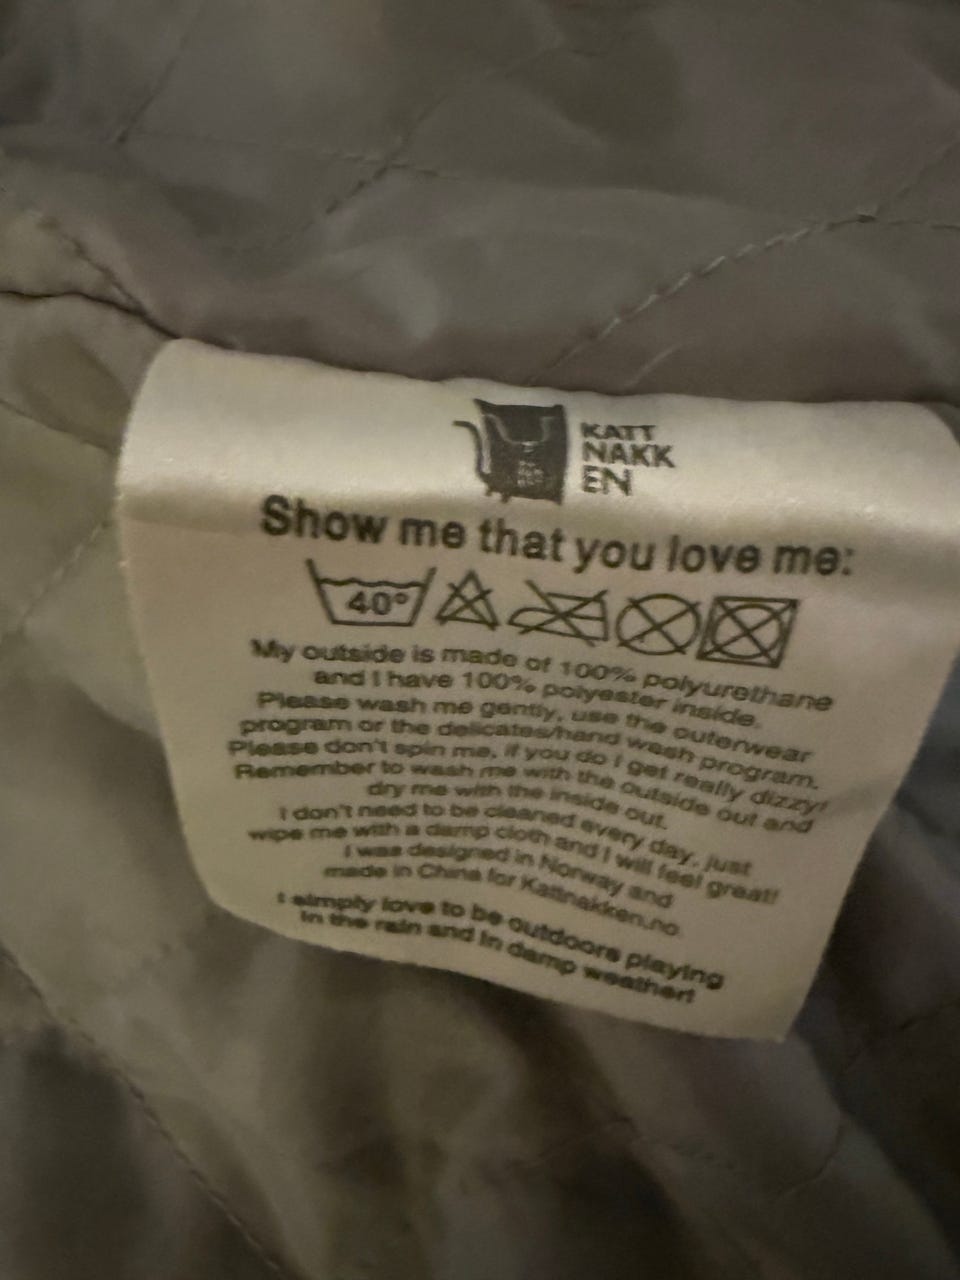 KATT
NAKK
EN
Show me that you love me:
40°
My outside is made of 100% polyurethane
and I have 100% polyester inside.
Please wash me gently, use the outerwear
program or the delicates/hand wash program.
Please don't spin me, if you do I get really dizzy!
Remember to wash me with the outside out and
dry me with the inside out.
I don't need to be cleaned every day, just
wipe me with a damp cloth and I will feel great!
I was designed in Norway and
made in China for Kattnakken.no
I simply love to be outdoors playing
in the rain and in damp weather!